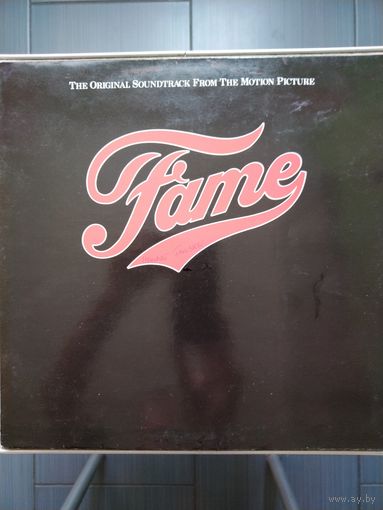 THE ORIGINAL SOUNDTRACK FROM THE MOTION PICTURE
Fame
www.ay.by